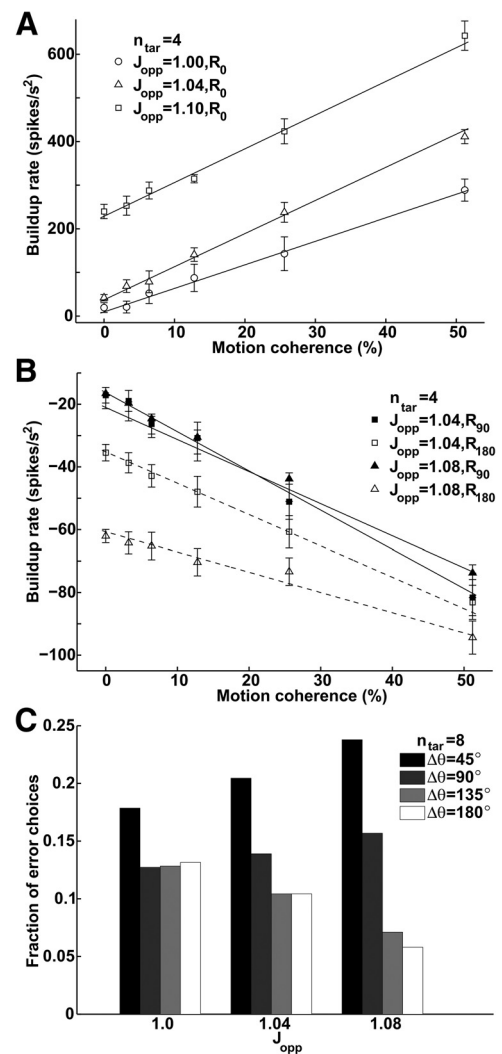 A
Buildup rate (spikes/s²)
600
400
200
0
n_tar=4
J_opp=1.00,R_0
J_opp=1.04,R_0
J_opp=1.10,R_0
0 10 20 30 40 50
Motion coherence (%)
B
Buildup rate (spikes/s²)
−20
−40
−60
−80
−100
n_tar=4
J_opp=1.04,R_90
J_opp=1.04,R_180
J_opp=1.08,R_90
J_opp=1.08,R_180
0 10 20 30 40 50
Motion coherence (%)
C
Fraction of error choices
0.25
0.2
0.15
0.1
0.05
0
n_tar=8
Δθ=45°
Δθ=90°
Δθ=135°
Δθ=180°
1.0 1.04 1.08
J_opp